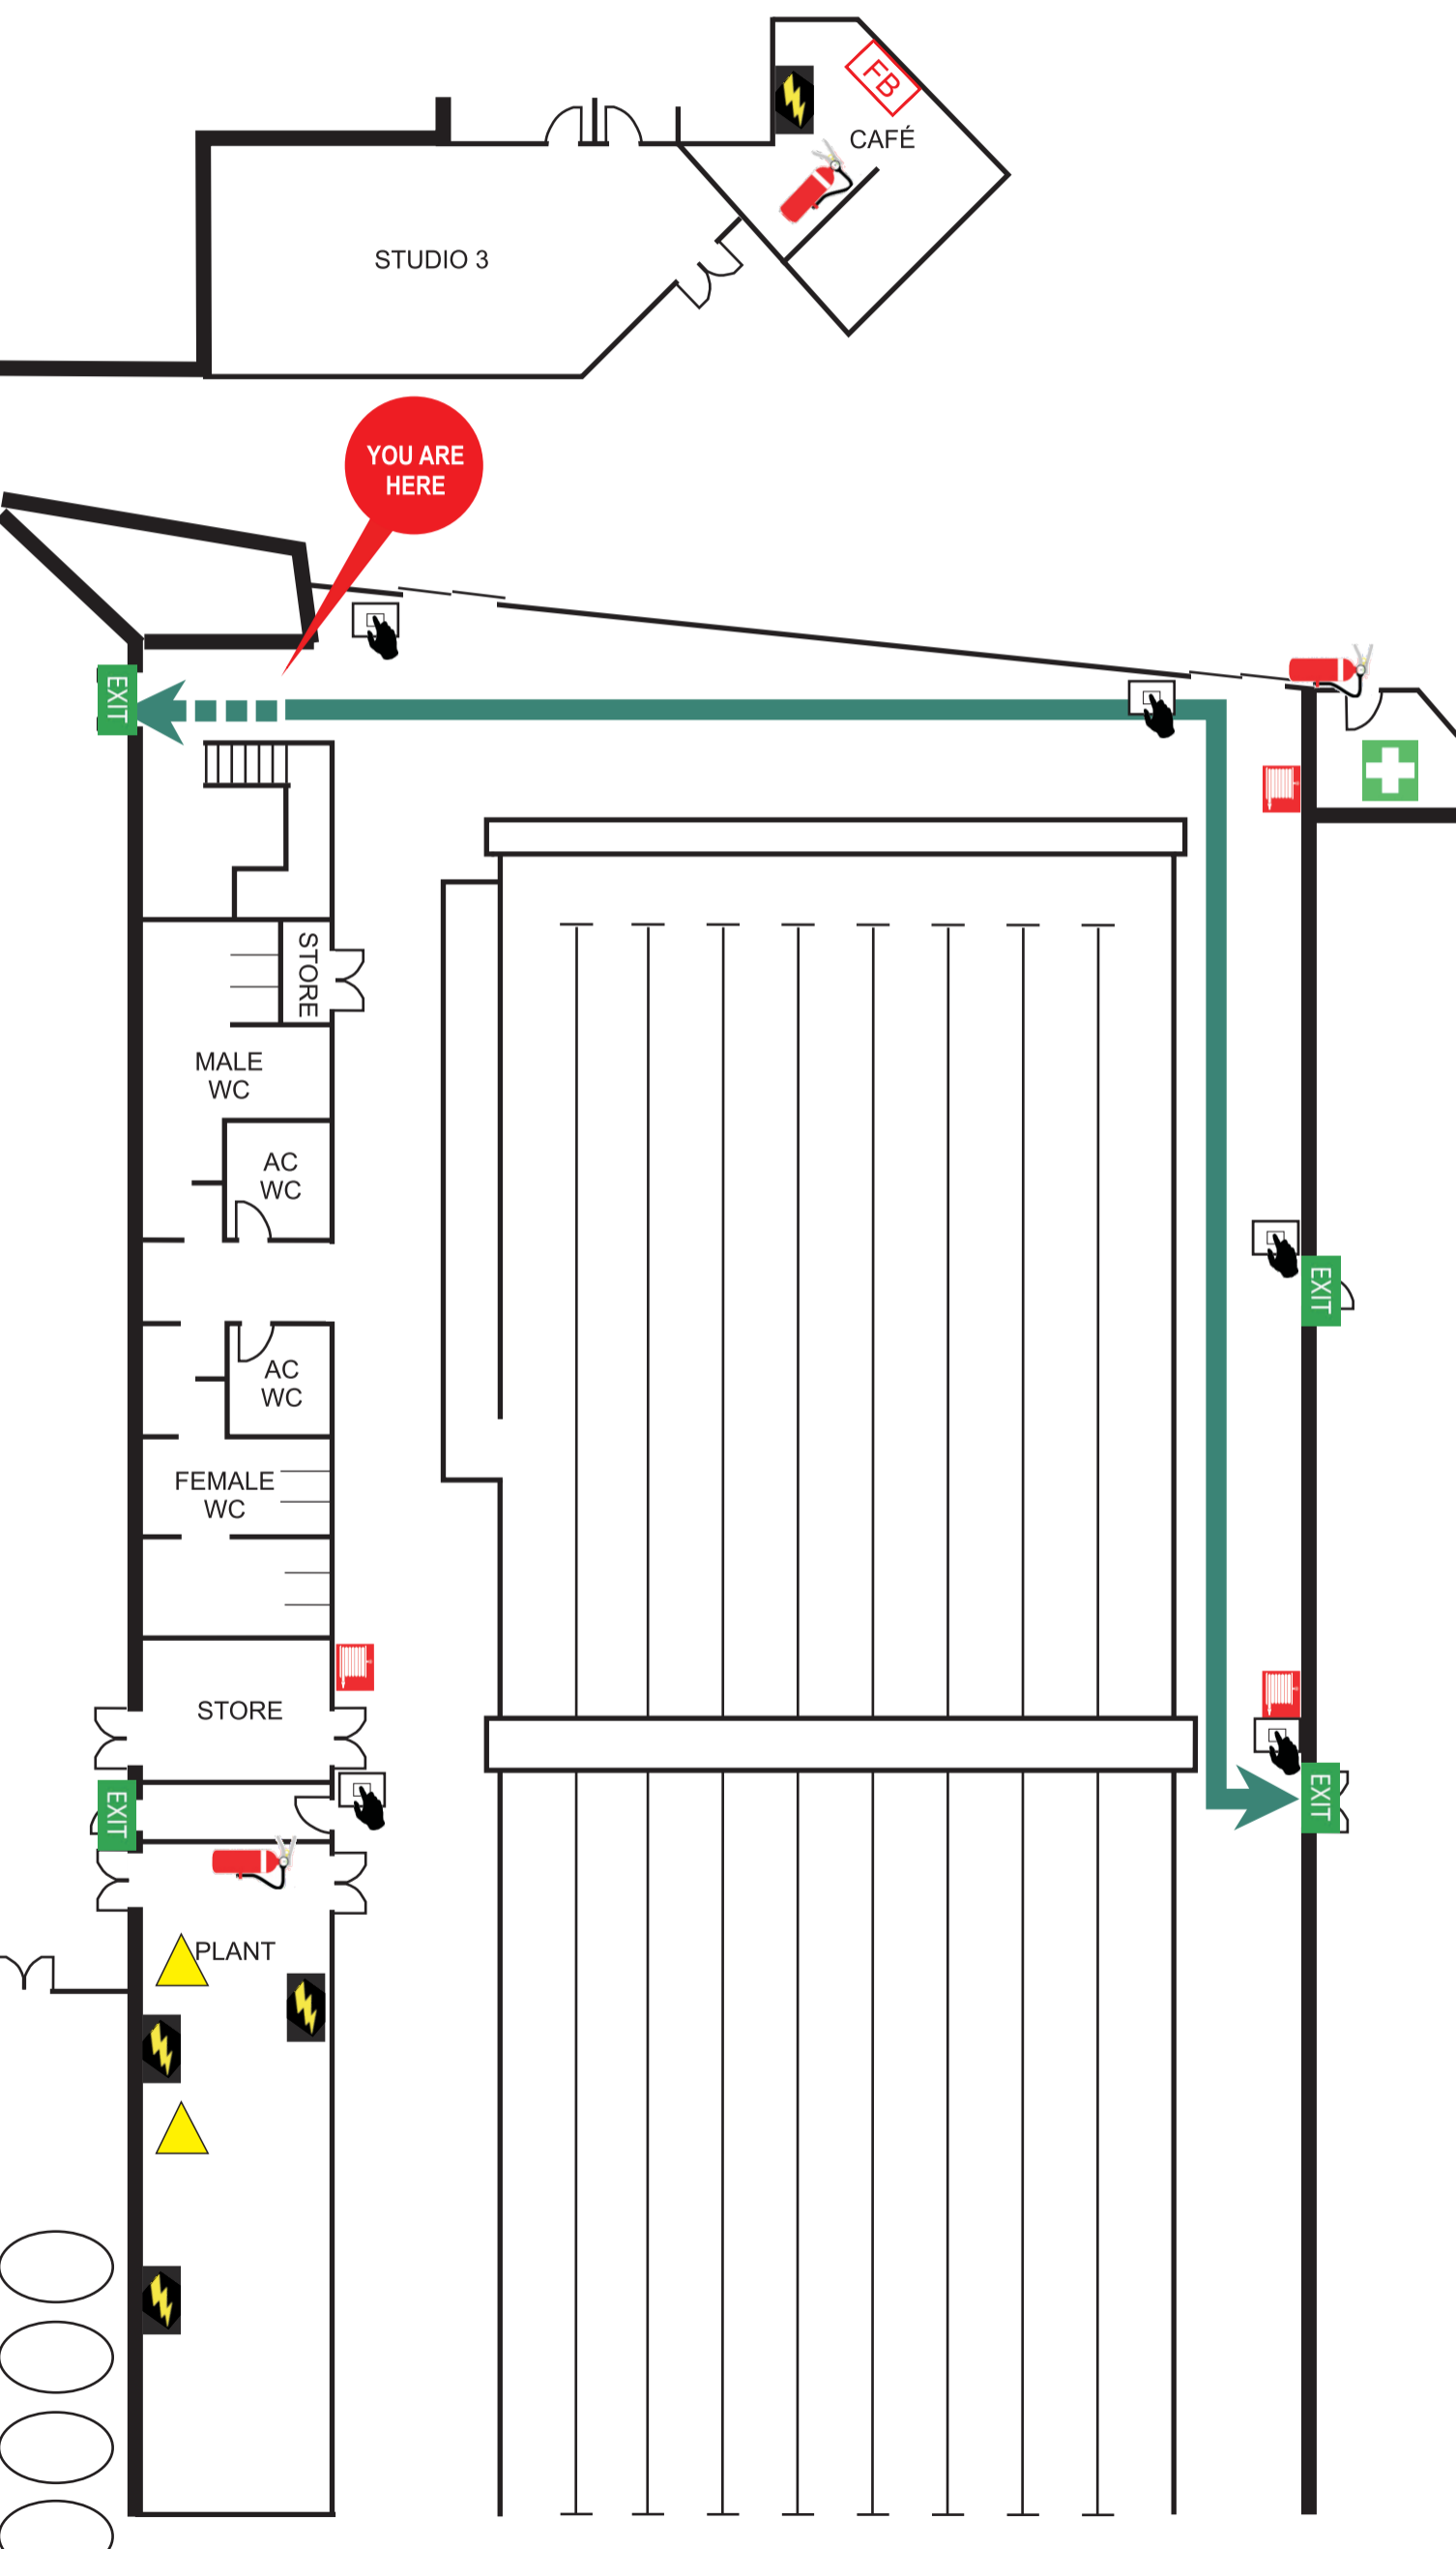 FB
CAFÉ
STUDIO 3
YOU ARE
HERE
EXIT
STORE
MALE
WC
AC
WC
EXIT
AC
WC
FEMALE
WC
STORE
EXIT
EXIT
PLANT